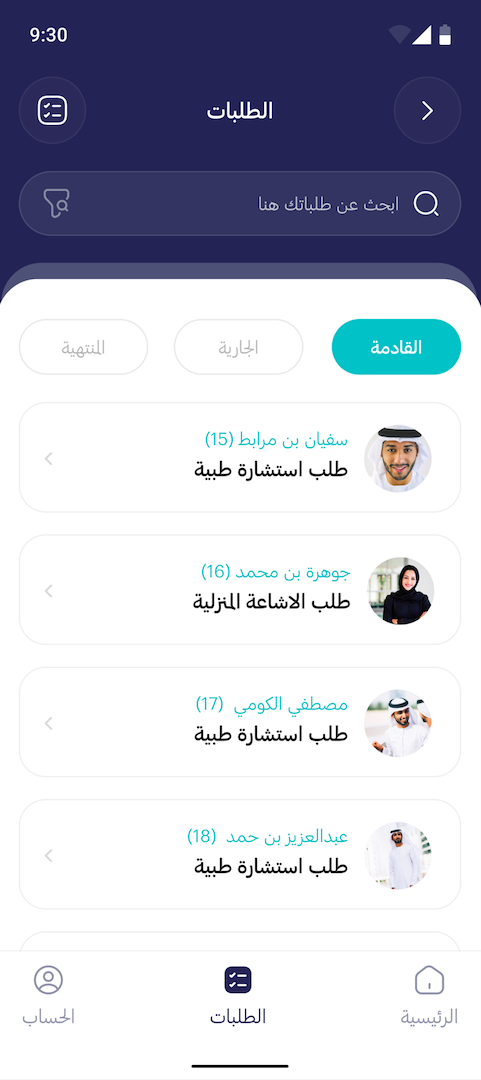 9:30
الطلبات
ابحث عن طلباتك هنا
القادمة
الجارية
المنتهية
سفيان بن مرابط (15)
طلب استشارة طبية
جوهرة بن محمد (16)
طلب الاشاعة المنزلية
مصطفي الكومي (17)
طلب استشارة طبية
عبدالعزيز بن حمد (18)
طلب استشارة طبية
الرئيسية
الطلبات
الحساب